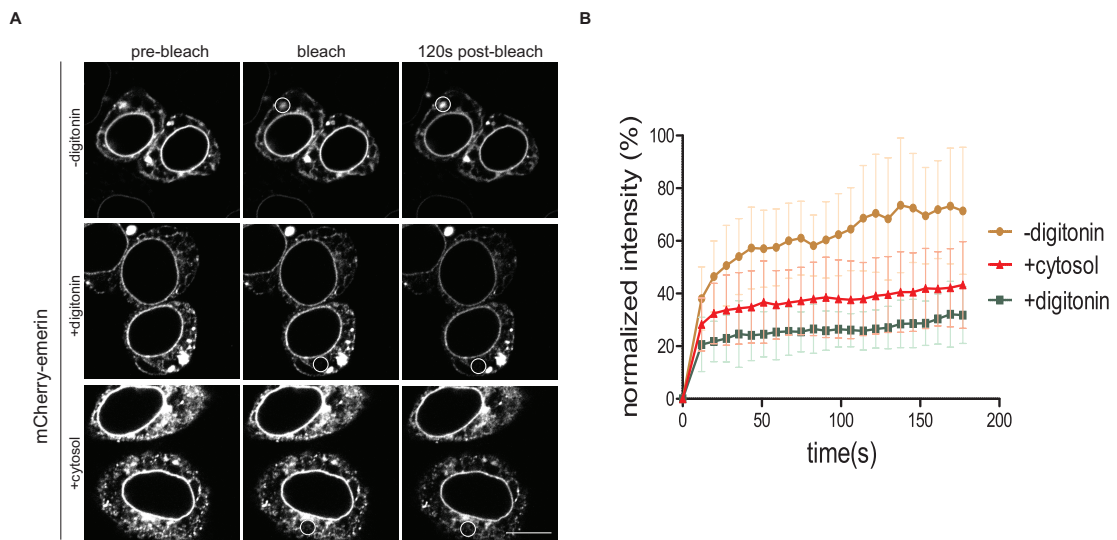 A
B
pre-bleach bleach 120s post-bleach
mCherry-emerin
-digitonin
+digitonin
+cytosol
normalized intensity (%)
100
80
60
40
20
0
0 50 100 150 200
time(s)
-digitonin
+cytosol
+digitonin